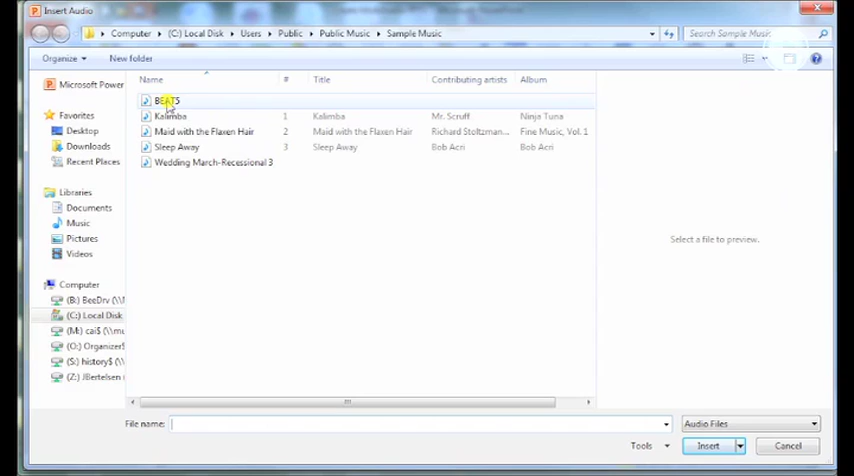 Insert Audio
Computer (C:) Local Disk Users Public Public Music Sample Music Search Sample Music
Organize New folder
Name # Title Contributing artists Album
Microsoft Power
BEATS
Kalimba 1 Kalimba Mr. Scruff Ninja Tuna
Favorites
Maid with the Flaxen Hair 2 Maid with the Flaxen Hair Richard Stoltzman... Fine Music, Vol. 1
Desktop
Sleep Away 3 Sleep Away Bob Acri Bob Acri
Downloads
Wedding March-Recessional 3
Recent Places
Libraries
Documents
Music
Pictures
Select a file to preview.
Videos
Computer
(B:) BeeDrv (\\
(C:) Local Disk
(M:) cai$ (\\mu
(O:) Organizer$
(S:) history$ (\\
(Z:) JBertelsen (
File name: Audio Files
Tools Insert Cancel